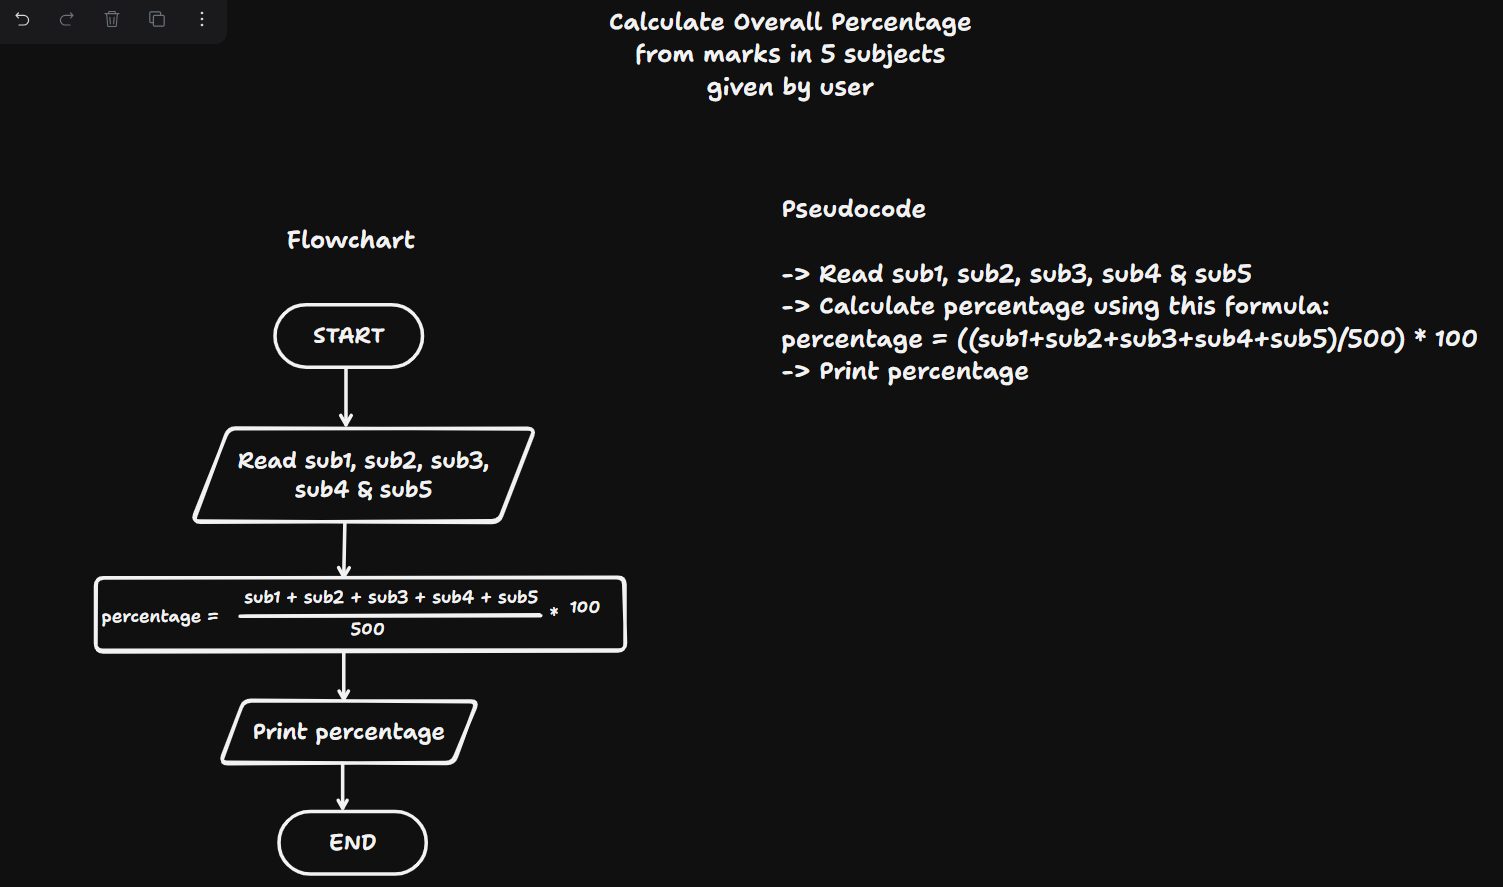 Calculate Overall Percentage
from marks in 5 subjects
given by user
Flowchart
START
Read sub1, sub2, sub3,
sub4 & sub5
percentage =
sub1 + sub2 + sub3 + sub4 + sub5
500
* 100
Print percentage
END
Pseudocode
-> Read sub1, sub2, sub3, sub4 & sub5
-> Calculate percentage using this formula:
percentage = ((sub1+sub2+sub3+sub4+sub5)/500) * 100
-> Print percentage